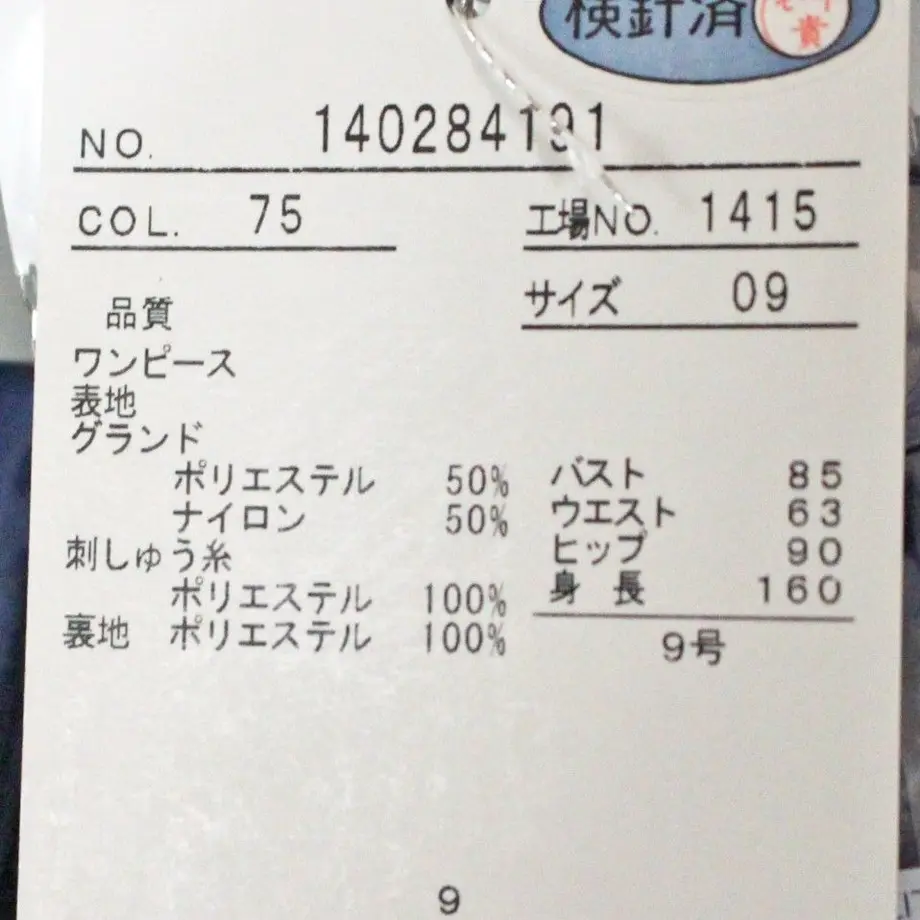 検針済
貴
NO. 140284191
COL. 75
工場NO. 1415
サイズ 09
品質
ワンピース
表地
グランド
ポリエステル 50%
ナイロン 50%
刺しゅう糸
ポリエステル 100%
裏地 ポリエステル 100%
バスト 85
ウエスト 63
ヒップ 90
身長 160
9号
9